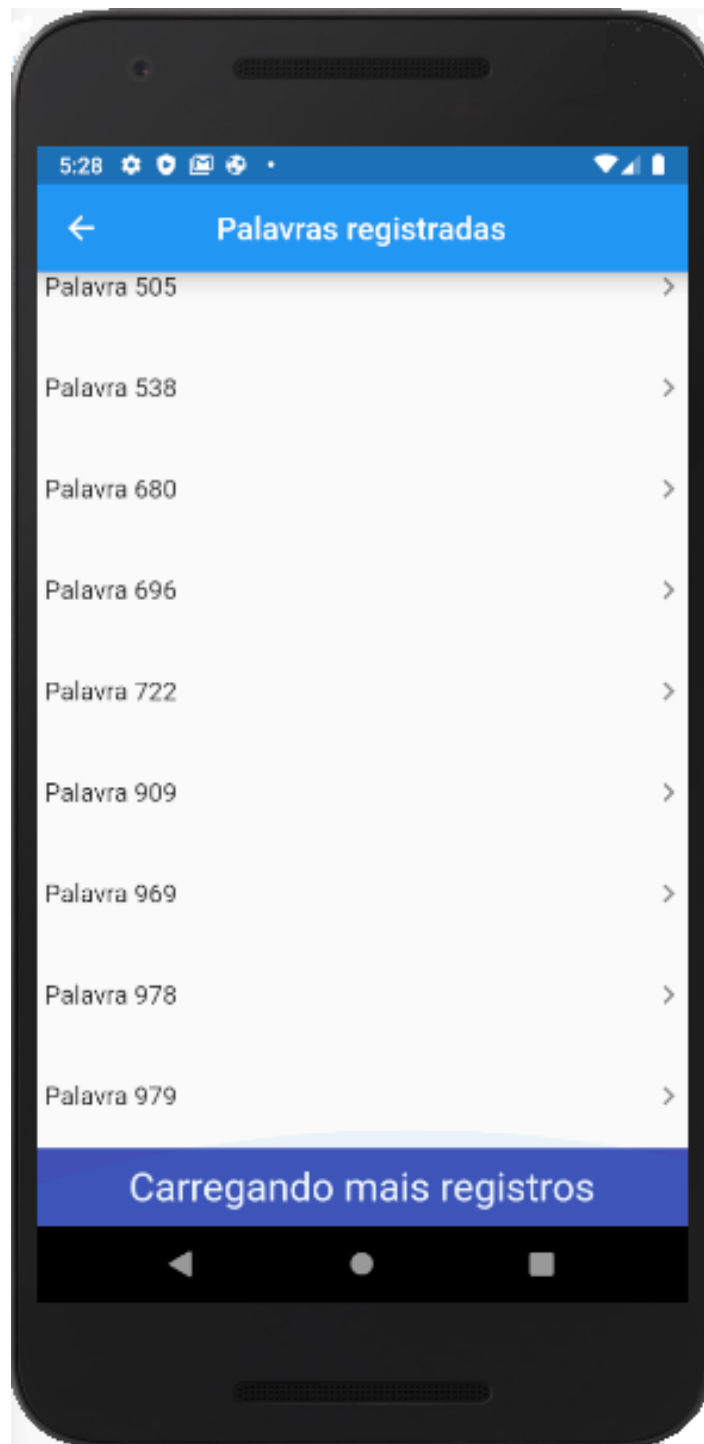 5:28
Palavras registradas
Palavra 505
Palavra 538
Palavra 680
Palavra 696
Palavra 722
Palavra 909
Palavra 969
Palavra 978
Palavra 979
Carregando mais registros